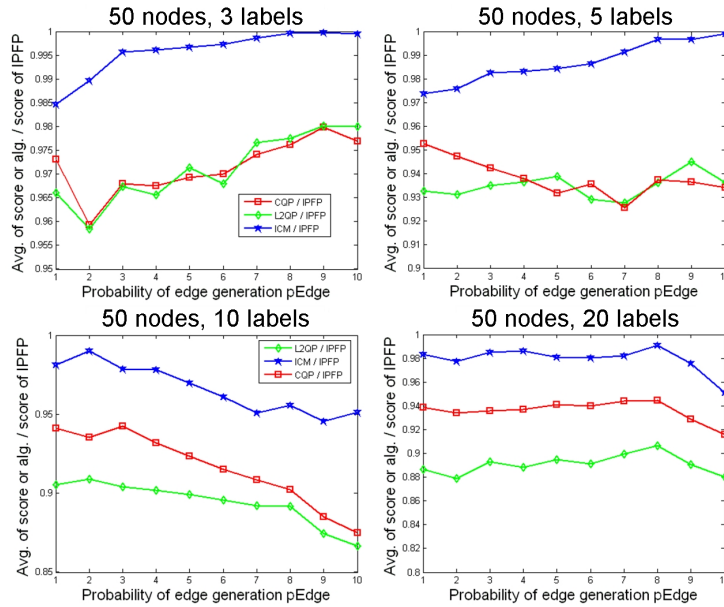 50 nodes, 3 labels
Avg. of score or alg. / score of IPFP
1
0.995
0.99
0.985
0.98
0.975
0.97
0.965
0.96
0.955
0.95
CQP / IPFP
L2QP / IPFP
ICM / IPFP
1 2 3 4 5 6 7 8 9 10
Probability of edge generation pEdge
50 nodes, 5 labels
Avg. of score or alg. / score of IPFP
1
0.99
0.98
0.97
0.96
0.95
0.94
0.93
0.92
0.91
0.9
1 2 3 4 5 6 7 8 9 1
Probability of edge generation pEdge
50 nodes, 10 labels
Avg. of score or alg. / score of IPFP
1
0.95
0.9
0.85
L2QP / IPFP
ICM / IPFP
CQP / IPFP
1 2 3 4 5 6 7 8 9 10
Probability of edge generation pEdge
50 nodes, 20 labels
Avg. of score or alg. / score of IPFP
1
0.98
0.96
0.94
0.92
0.9
0.88
0.86
0.84
0.82
0.8
1 2 3 4 5 6 7 8 9 1
Probability of edge generation pEdge